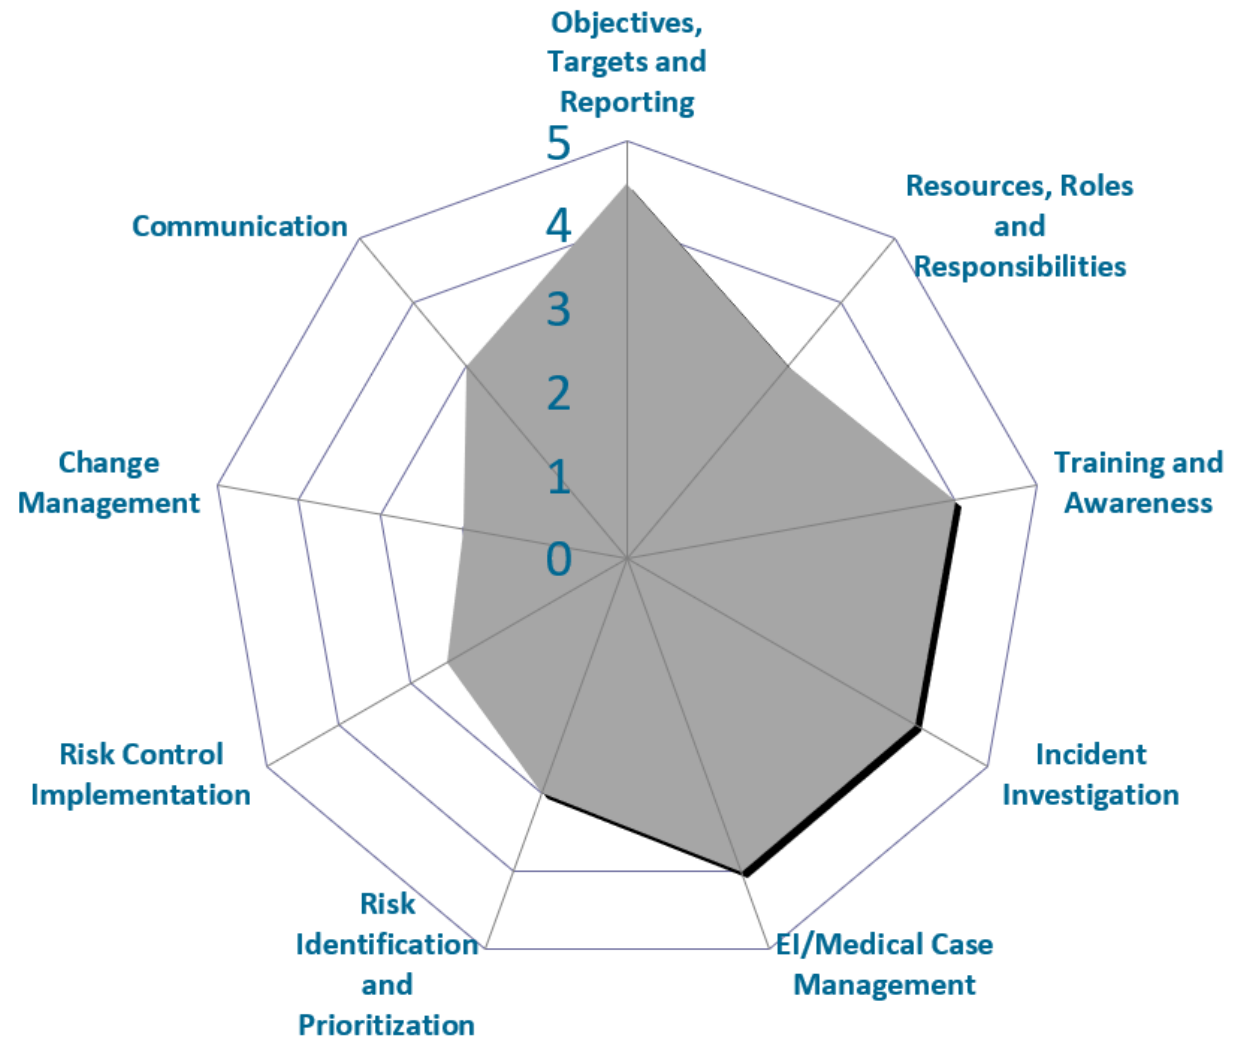 Objectives,
Targets and
Reporting
5
4
3
2
1
0
Resources, Roles
and
Responsibilities
Training and
Awareness
Incident
Investigation
EI/Medical Case
Management
Risk
Identification
and
Prioritization
Risk Control
Implementation
Change
Management
Communication